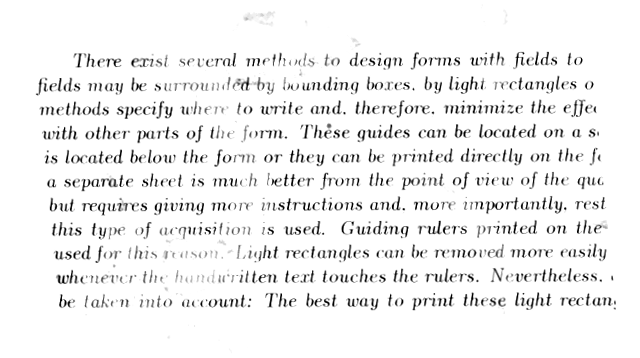 There exist several methods to design forms with fields to
fields may be surrounded by bounding boxes, by light rectangles o
methods specify where to write and, therefore, minimize the effec
with other parts of the form. These guides can be located on a s
is located below the form or they can be printed directly on the fo
a separate sheet is much better from the point of view of the qua
but requires giving more instructions and, more importantly, rest
this type of acquisition is used. Guiding rulers printed on the
used for this reason. Light rectangles can be removed more easily
whenever the handwritten text touches the rulers. Nevertheless,
be taken into account: The best way to print these light rectang